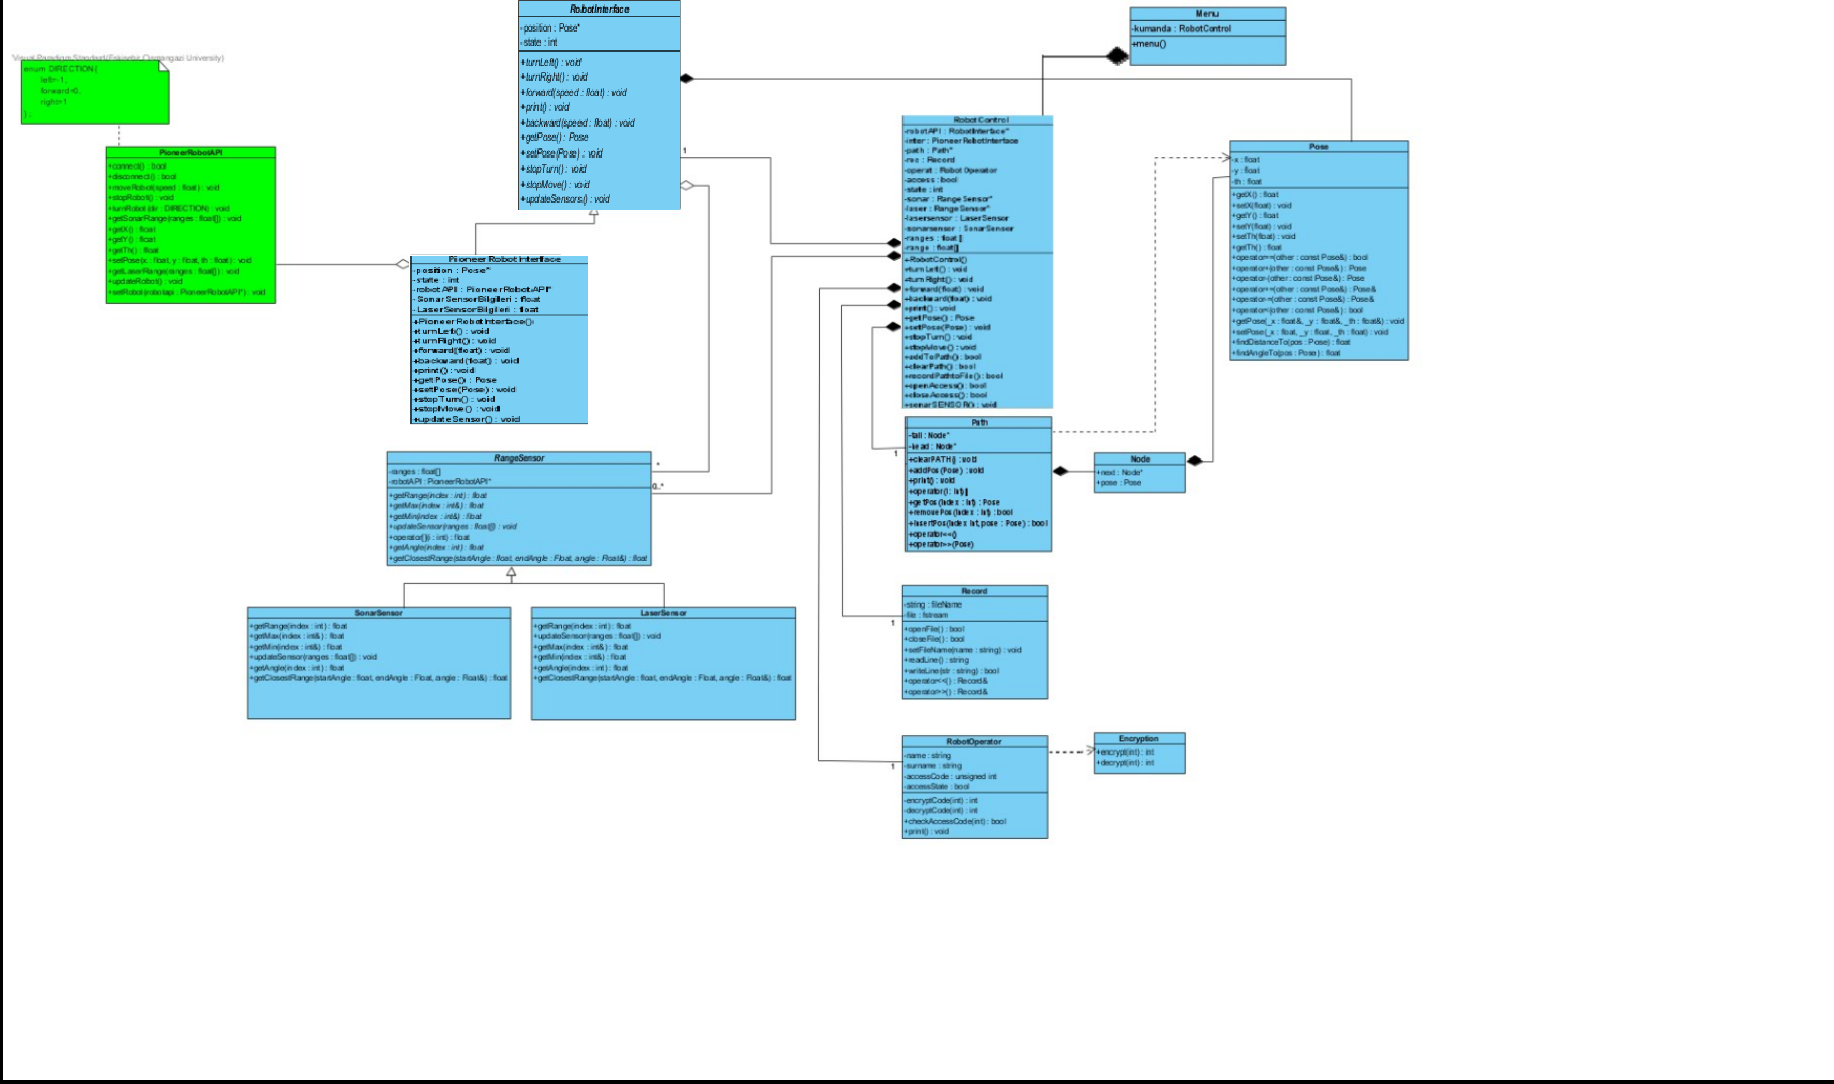 Visual Paradigm Standard(Eskisehir Osmangazi University)
enum DIRECTION{
left=-1,
forward=0,
right=1
};
PioneerRobotAPI
+connect() : bool
+disconnect() : bool
+moveRobot(speed : float) : void
+stopRobot() : void
+turnRobot(dir : DIRECTION) : void
+getSonarRange(ranges : float[]) : void
+getX() : float
+getY() : float
+getTh() : float
+setPose(x : float, y : float, th : float) : void
+getLaserRange(ranges : float[]) : void
+updateRobot() : void
+setRobot(robotapi : PioneerRobotAPI*) : void
RobotInterface
-position : Pose*
-state : int
+turnLeft() : void
+turnRight() : void
+forward(speed : float) : void
+print() : void
+backward(speed : float) : void
+getPose() : Pose
+setPose(Pose) : void
+stopTurn() : void
+stopMove() : void
+updateSensors() : void
PioneerRobotInterface
-position : Pose*
-state : int
-robotAPI : PioneerRobotAPI*
-SonarSensorBilgileri : float
-LaserSensorBilgileri : float
+PioneerRobotInterface()
+turnLeft() : void
+turnRight() : void
+forward(float) : void
+backward(float) : void
+print() : void
+getPose() : Pose
+setPose(Pose) : void
+stopTurn() : void
+stopMove() : void
+updateSensor() : void
RangeSensor
-ranges : float[]
-robotAPI : PioneerRobotAPI*
+getRange(index : int) : float
+getMax(index : int&) : float
+getMin(index : int&) : float
+updateSensor(ranges : float[]) : void
+operator[](i : int) : float
+getAngle(index : int) : float
+getClosestRange(startAngle : float, endAngle : Float, angle : Float&) : float
SonarSensor
+getRange(index : int) : float
+getMax(index : int&) : float
+getMin(index : int&) : float
+updateSensor(ranges : float[]) : void
+getAngle(index : int) : float
+getClosestRange(startAngle : float, endAngle : Float, angle : Float&) : float
LaserSensor
+getRange(index : int) : float
+updateSensor(ranges : float[]) : void
+getMax(index : int&) : float
+getMin(index : int&) : float
+getAngle(index : int) : float
+getClosestRange(startAngle : float, endAngle : Float, angle : Float&) : float
1
*
0..*
Menu
-kumanda : RobotControl
+menu()
RobotControl
-robotAPI : RobotInterface*
-inter : PioneerRobotInterface
-path : Path*
-rec : Record
-operat : RobotOperator
-access : bool
-state : int
-sonar : RangeSensor*
-laser : RangeSensor*
-lasersensor : LaserSensor
-sonarsensor : SonarSensor
-ranges : float[]
-range : float[]
+RobotControl()
+turnLeft() : void
+turnRight() : void
+forward(float) : void
+backward(float) : void
+print() : void
+getPose() : Pose
+setPose(Pose) : void
+stopTurn() : void
+stopMove() : void
+addToPath() : bool
+clearPath() : bool
+recordPathtoFile() : bool
+openAccess() : bool
+closeAccess() : bool
+sonarSENSOR() : void
Path
-tail : Node*
-head : Node*
+clearPATH() : void
+addPos(Pose) : void
+print() : void
+operator(i : int)[]
+getPos(index : int) : Pose
+removePos(index : int) : bool
+insertPos(index int, pose : Pose) : bool
+operator<<()
+operator>>(Pose)
1
Node
+next : Node*
+pose : Pose
Pose
-x : float
-y : float
-th : float
+getX() : float
+setX(float) : void
+getY() : float
+setY(float) : void
+setTh(float) : void
+getTh() : float
+operator==(other : const Pose&) : bool
+operator+(other : const Pose&) : Pose
+operator-(other : const Pose&) : Pose
+operator+=(other : const Pose&) : Pose&
+operator-=(other : const Pose&) : Pose&
+operator<(other : const Pose&) : bool
+getPose(_x : float&, _y : float&, _th : float&) : void
+setPose(_x : float, _y : float, _th : float) : void
+findDistanceTo(pos : Pose) : float
+findAngleTo(pos : Pose) : float
Record
-string : fileName
-file : fstream
+openFile() : bool
+closeFile() : bool
+setFileName(name : string) : void
+readLine() : string
+writeLine(str : string) : bool
+operator<<() : Record&
+operator>>() : Record&
1
RobotOperator
-name : string
-surname : string
-accessCode : unsigned int
-accessState : bool
-encryptCode(int) : int
-decryptCode(int) : int
+checkAccessCode(int) : bool
+print() : void
1
Encryption
+encrypt(int) : int
+decrypt(int) : int